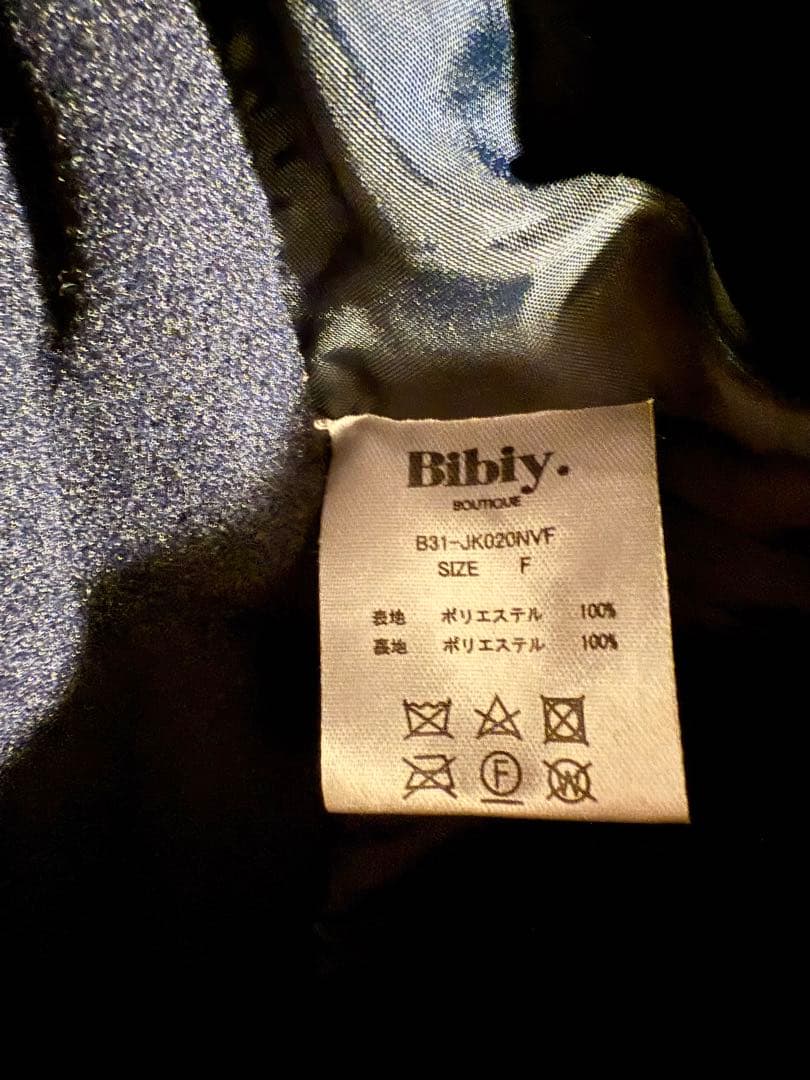 Bibiy.
BOUTIQUE
B31-JK020NVF
SIZE F
表地 ポリエステル 100%
裏地 ポリエステル 100%
F
W